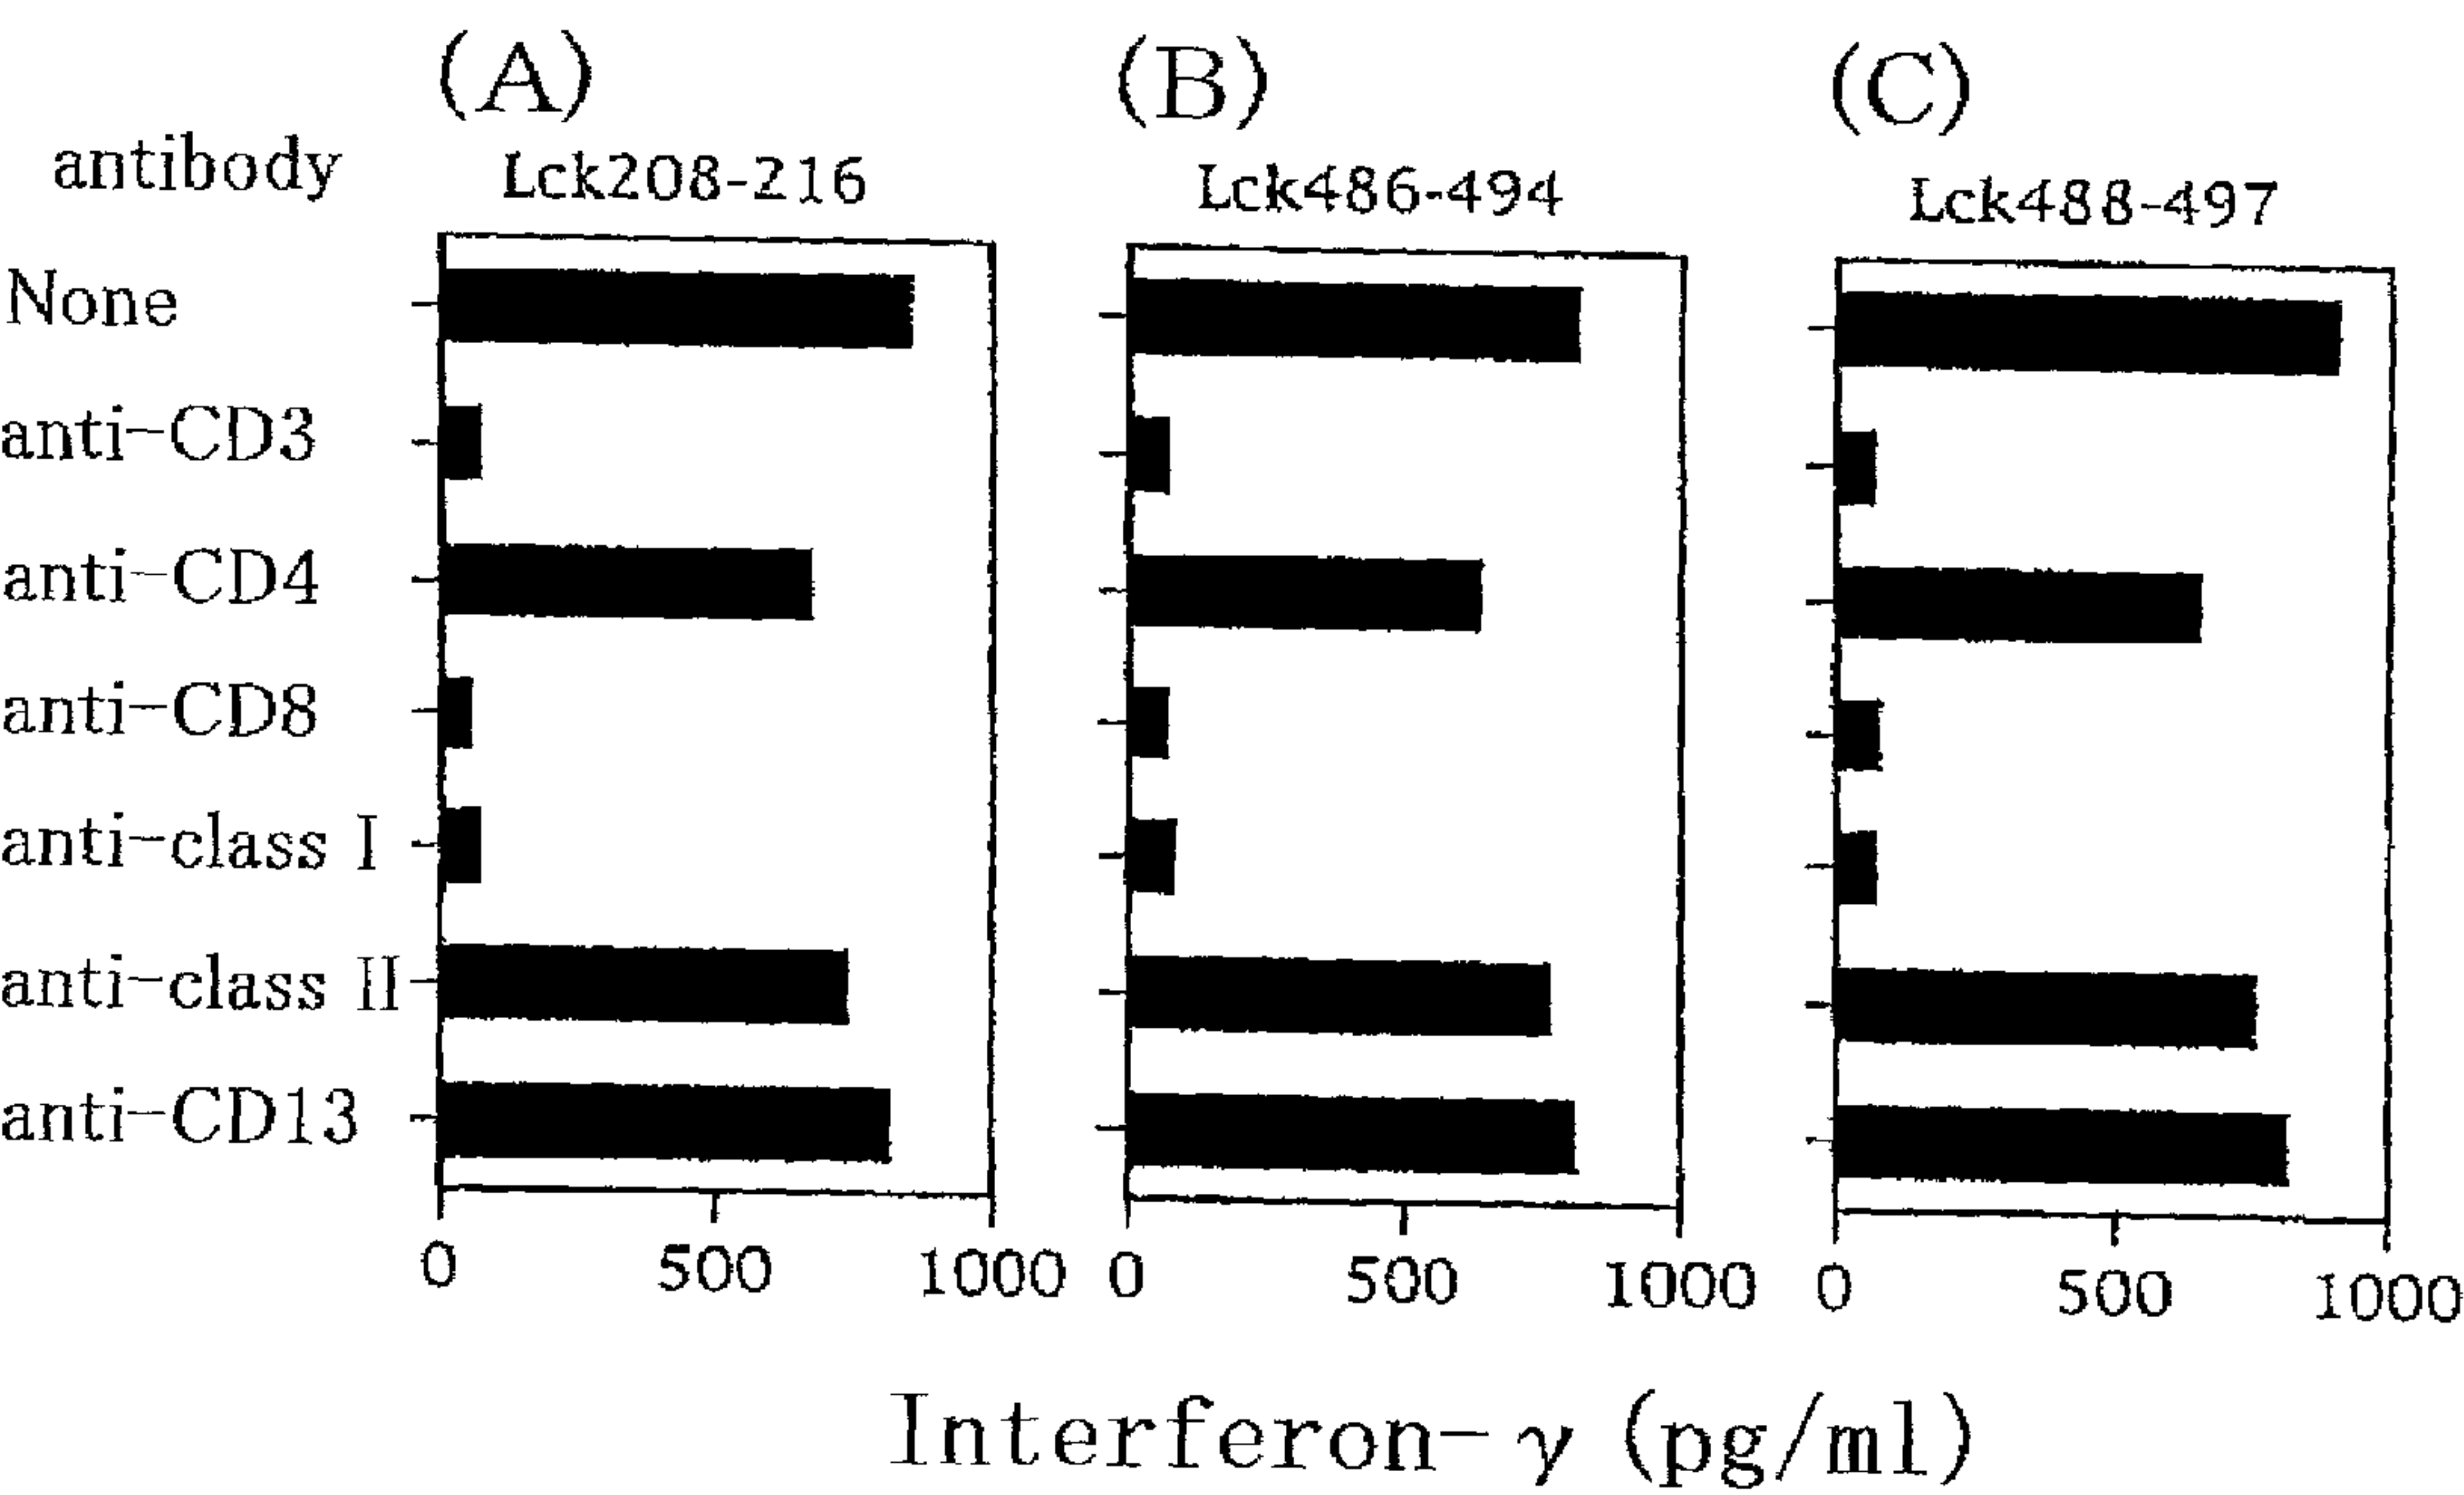 (A) (B) (C)
antibody Lck208-216 Lck486-494 Lck488-497
None
anti-CD3
anti-CD4
anti-CD8
anti-class I
anti-class II
anti-CD13
0 500 1000 0 500 1000 0 500 1000
Interferon-γ (pg/ml)